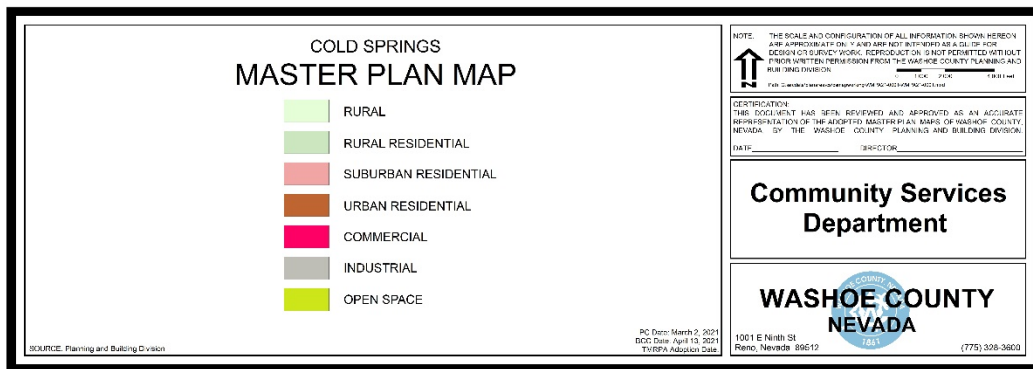 COLD SPRINGS
MASTER PLAN MAP
RURAL
RURAL RESIDENTIAL
SUBURBAN RESIDENTIAL
URBAN RESIDENTIAL
COMMERCIAL
INDUSTRIAL
OPEN SPACE
SOURCE: Planning and Building Division
PC Date: March 2, 2021
BCC Date: April 13, 2021
TMRPA Adoption Date:
NOTE: THE SCALE AND CONFIGURATION OF ALL INFORMATION SHOWN HEREON
ARE APPROXIMATE ONLY AND ARE NOT INTENDED AS A GUIDE FOR
DESIGN OR SURVEY WORK. REPRODUCTION IS NOT PERMITTED WITHOUT
PRIOR WRITTEN PERMISSION FROM THE WASHOE COUNTY PLANNING AND
BUILDING DIVISION
N
CERTIFICATION:
THIS DOCUMENT HAS BEEN REVIEWED AND APPROVED AS AN ACCURATE
REPRESENTATION OF THE ADOPTED MASTER PLAN MAPS OF WASHOE COUNTY,
NEVADA BY THE WASHOE COUNTY PLANNING AND BUILDING DIVISION.
DATE DIRECTOR
Community Services
Department
WASHOE COUNTY
NEVADA
1861
1001 E Ninth St
Reno, Nevada 89512
(775) 328-3600